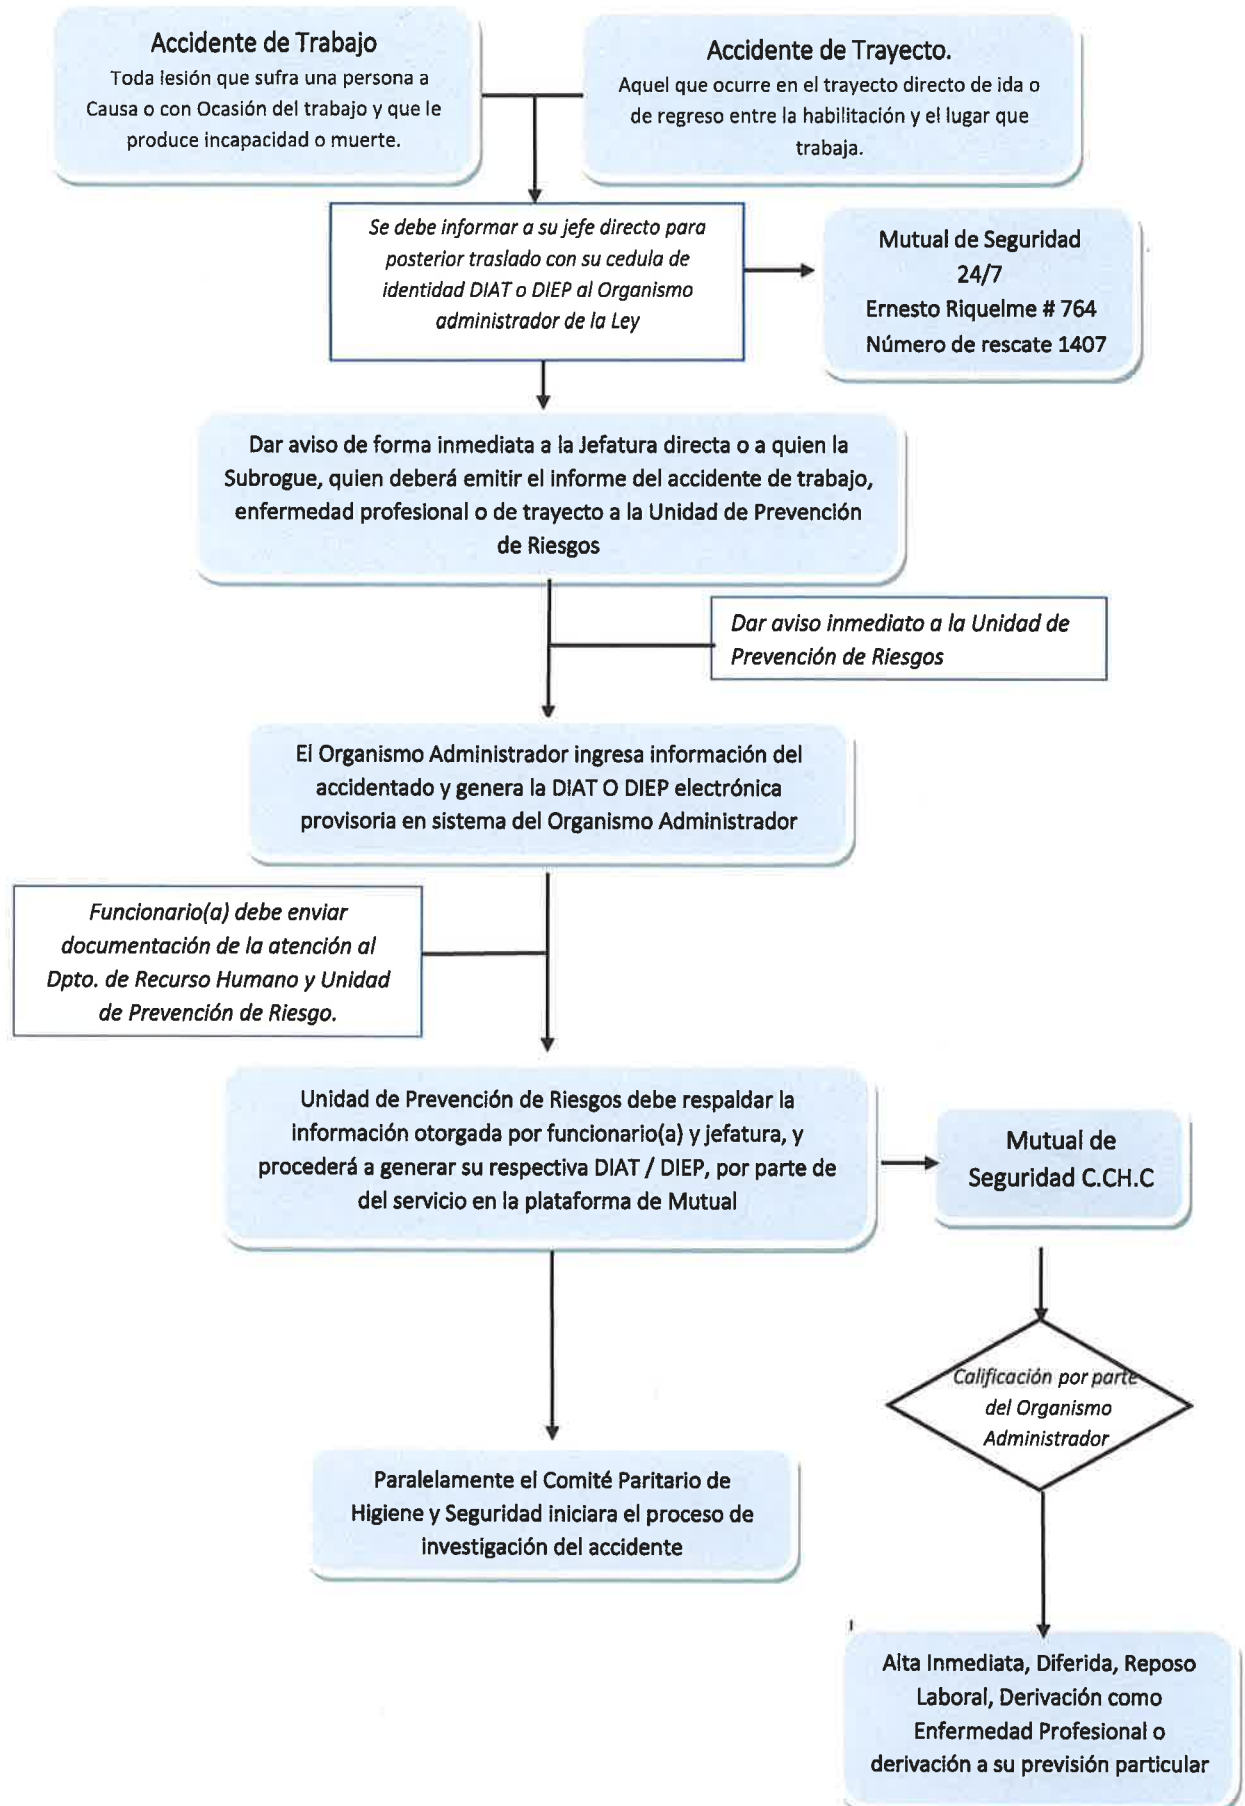 Accidente de Trabajo
Toda lesión que sufra una persona a
Causa o con Ocasión del trabajo y que le
produce incapacidad o muerte.
Accidente de Trayecto.
Aquel que ocurre en el trayecto directo de ida o
de regreso entre la habilitación y el lugar que
trabaja.
Se debe informar a su jefe directo para
posterior traslado con su cedula de
identidad DIAT o DIEP al Organismo
administrador de la Ley
Mutual de Seguridad
24/7
Ernesto Riquelme # 764
Número de rescate 1407
Dar aviso de forma inmediata a la Jefatura directa o a quien la
Subrogue, quien deberá emitir el informe del accidente de trabajo,
enfermedad profesional o de trayecto a la Unidad de Prevención
de Riesgos
Dar aviso inmediato a la Unidad de
Prevención de Riesgos
El Organismo Administrador ingresa información del
accidentado y genera la DIAT O DIEP electrónica
provisoria en sistema del Organismo Administrador
Funcionario(a) debe enviar
documentación de la atención al
Dpto. de Recurso Humano y Unidad
de Prevención de Riesgo.
Unidad de Prevención de Riesgos debe respaldar la
información otorgada por funcionario(a) y jefatura, y
procederá a generar su respectiva DIAT / DIEP, por parte de
del servicio en la plataforma de Mutual
Mutual de
Seguridad C.CH.C
Calificación por parte
del Organismo
Administrador
Paralelamente el Comité Paritario de
Higiene y Seguridad iniciara el proceso de
investigación del accidente
Alta Inmediata, Diferida, Reposo
Laboral, Derivación como
Enfermedad Profesional o
derivación a su previsión particular